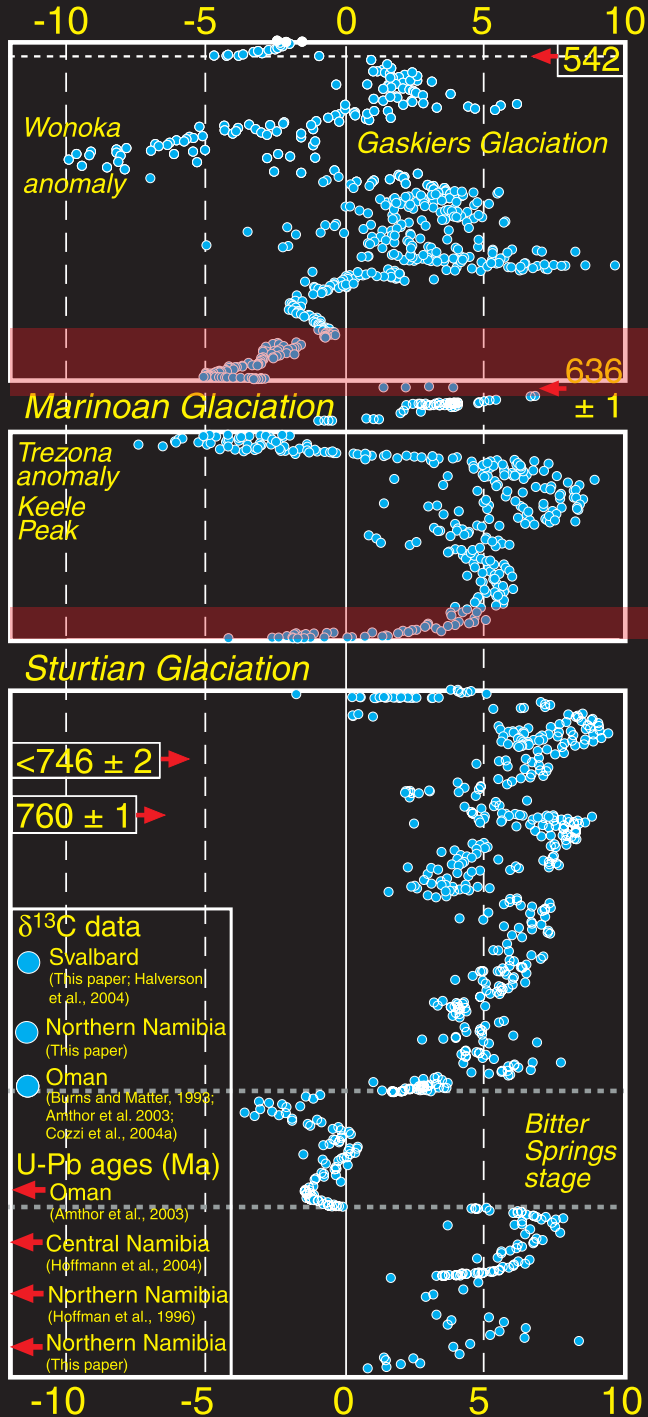 -10 -5 0 5 10
542
Wonoka
anomaly
Gaskiers Glaciation
636
± 1
Marinoan Glaciation
Trezona
anomaly
Keele
Peak
Sturtian Glaciation
<746 ± 2
760 ± 1
δ¹³C data
Svalbard
(This paper; Halverson
et al., 2004)
Northern Namibia
(This paper)
Oman
(Burns and Matter, 1993;
Amthor et al. 2003;
Cozzi et al., 2004a)
Bitter
Springs
stage
U-Pb ages (Ma)
Oman
(Amthor et al., 2003)
Central Namibia
(Hoffmann et al., 2004)
Northern Namibia
(Hoffman et al., 1996)
Northern Namibia
(This paper)
-10 -5 0 5 10